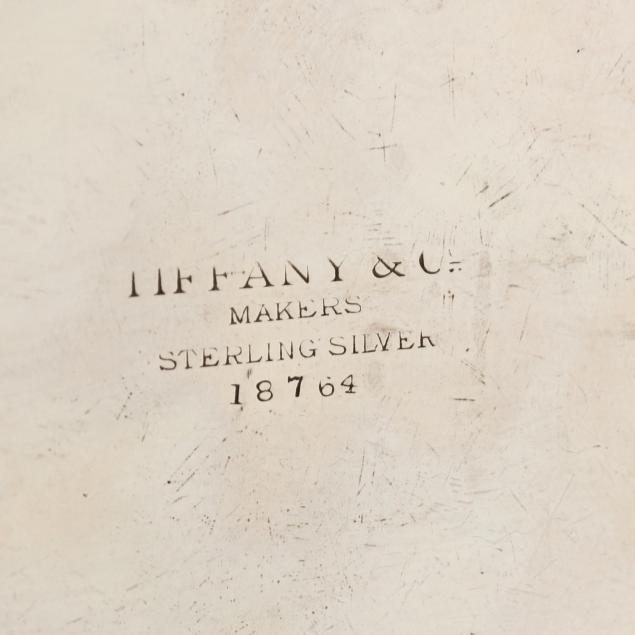 TIFFANY & Co.
MAKERS
STERLING SILVER
18764